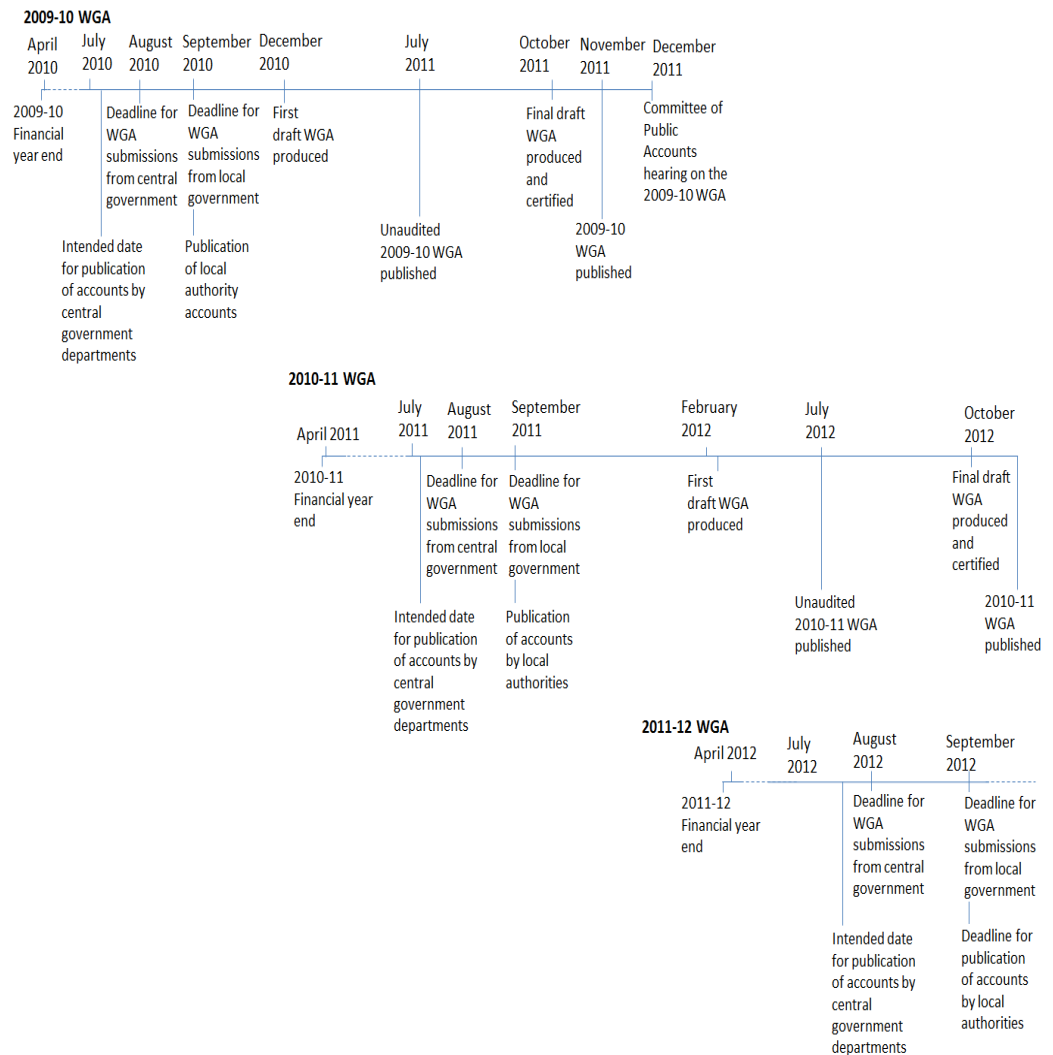 2009-10 WGA
April
2010
July
2010
August
2010
September
2010
December
2010
July
2011
October
2011
November
2011
December
2011
2009-10
Financial
year end
Deadline for
WGA
submissions
from central
government
Deadline for
WGA
submissions
from local
government
First
draft WGA
produced
Final draft
WGA
produced
and
certified
Committee of
Public
Accounts
hearing on the
2009-10 WGA
Intended date
for publication
of accounts by
central
government
departments
Publication
of local
authority
accounts
Unaudited
2009-10 WGA
published
2009-10
WGA
published
2010-11 WGA
April 2011
July
2011
August
2011
September
2011
February
2012
July
2012
October
2012
2010-11
Financial year
end
Deadline for
WGA
submissions
from central
government
Deadline for
WGA
submissions
from local
government
First
draft WGA
produced
Final draft
WGA
produced
and
certified
Intended date
for publication
of accounts by
central
government
departments
Publication
of accounts
by local
authorities
Unaudited
2010-11 WGA
published
2010-11
WGA
published
2011-12 WGA
April 2012
July
2012
August
2012
September
2012
2011-12
Financial year
end
Deadline for
WGA
submissions
from central
government
Deadline for
WGA
submissions
from local
government
Intended date
for publication
of accounts by
central
government
departments
Deadline for
publication
of accounts
by local
authorities